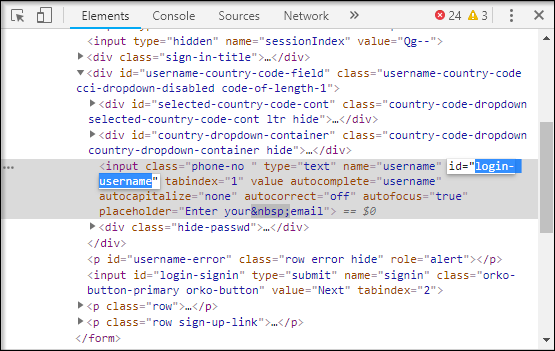 Elements Sources Network » 24 3
<input type="hidden" name="sessionIndex" value="Qg--">
<div class="sign-in-title">…</div>
<div id="username-country-code-field" class="username-country-code
cci-dropdown-disabled code-of-length-1">
<div id="selected-country-code-cont" class="country-code-dropdown
selected-country-code-cont ltr hide">…</div>
<div id="country-dropdown-container" class="country-code-dropdown
country-dropdown-container hide">…</div>
<input class="phone-no " type="text" name="username" id="login-
username" tabindex="1" value autocomplete="username"
autocapitalize="none" autocorrect="off" autofocus="true"
placeholder="Enter your&nbsp;email"> == $0
<div class="hide-passwd">…</div>
</div>
<p id="username-error" class="row error hide" role="alert"></p>
<input id="login-signin" type="submit" name="signin" class="orko-
button-primary orko-button" value="Next" tabindex="2">
<p class="row">…</p>
<p class="row sign-up-link">…</p>
</form>